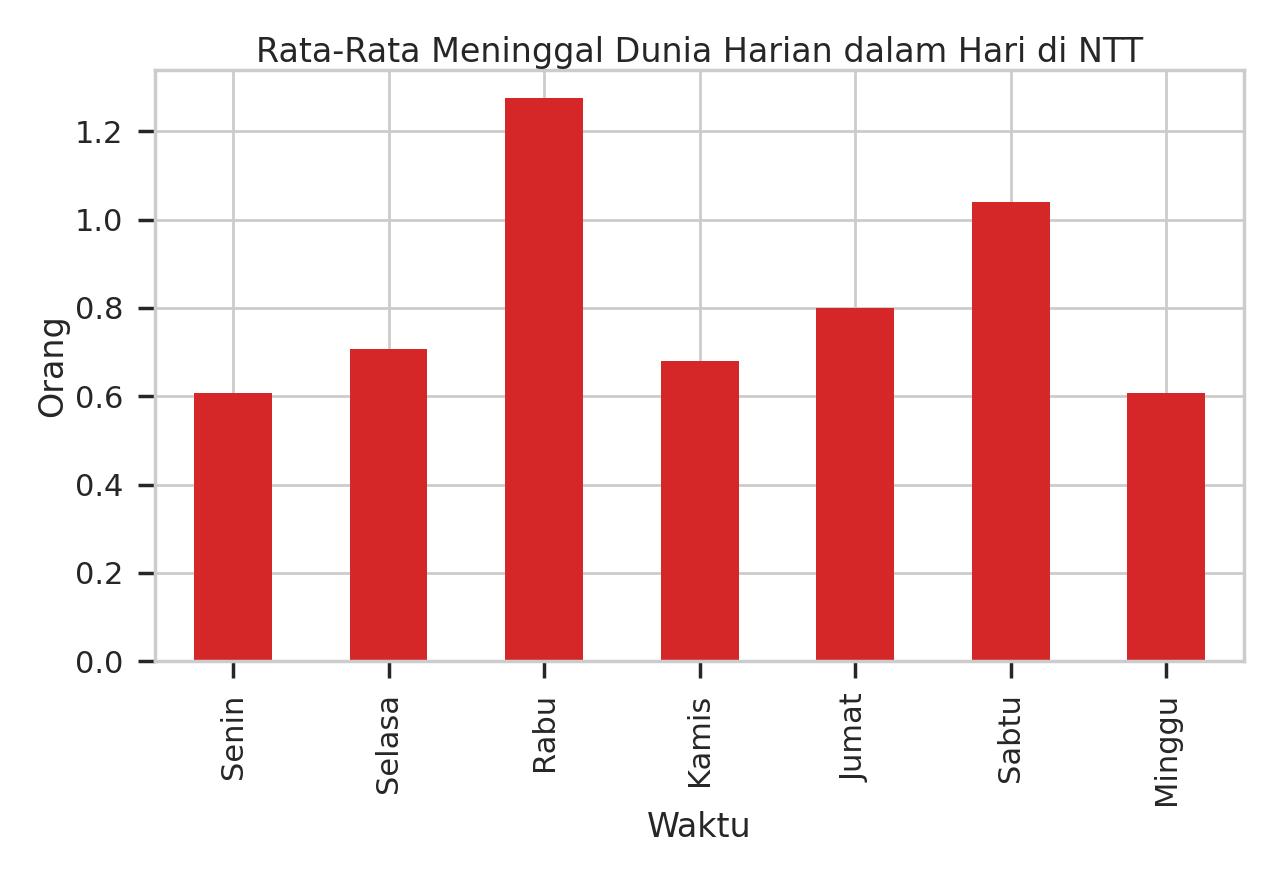 Rata-Rata Meninggal Dunia Harian dalam Hari di NTT
Orang
1.2
1.0
0.8
0.6
0.4
0.2
0.0
Senin
Selasa
Rabu
Kamis
Jumat
Sabtu
Minggu
Waktu